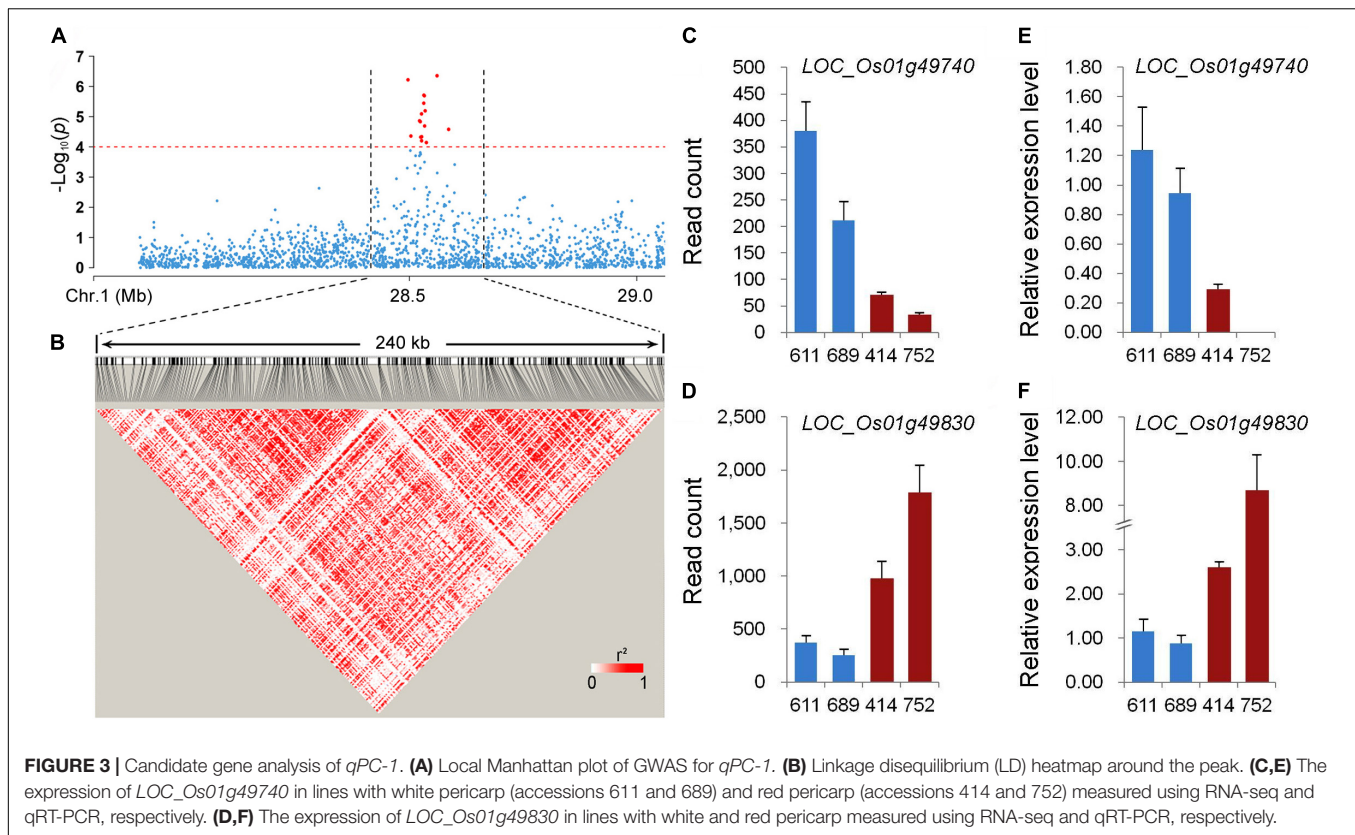 A
7
6
5
4
3
2
1
0
-Log10(p)
Chr.1 (Mb)
28.5
29.0
B
240 kb
r²
0
1
C
LOC_Os01g49740
500
450
400
350
300
250
200
150
100
50
0
Read count
611 689 414 752
D
LOC_Os01g49830
2,500
2,000
1,500
1,000
500
0
Read count
611 689 414 752
E
LOC_Os01g49740
1.80
1.60
1.40
1.20
1.00
0.80
0.60
0.40
0.20
0.00
Relative expression level
611 689 414 752
F
LOC_Os01g49830
12.00
10.00
8.00
3.00
2.00
1.00
0.00
Relative expression level
611 689 414 752
FIGURE 3 | Candidate gene analysis of qPC-1. (A) Local Manhattan plot of GWAS for qPC-1. (B) Linkage disequilibrium (LD) heatmap around the peak. (C,E) The
expression of LOC_Os01g49740 in lines with white pericarp (accessions 611 and 689) and red pericarp (accessions 414 and 752) measured using RNA-seq and
qRT-PCR, respectively. (D,F) The expression of LOC_Os01g49830 in lines with white and red pericarp measured using RNA-seq and qRT-PCR, respectively.